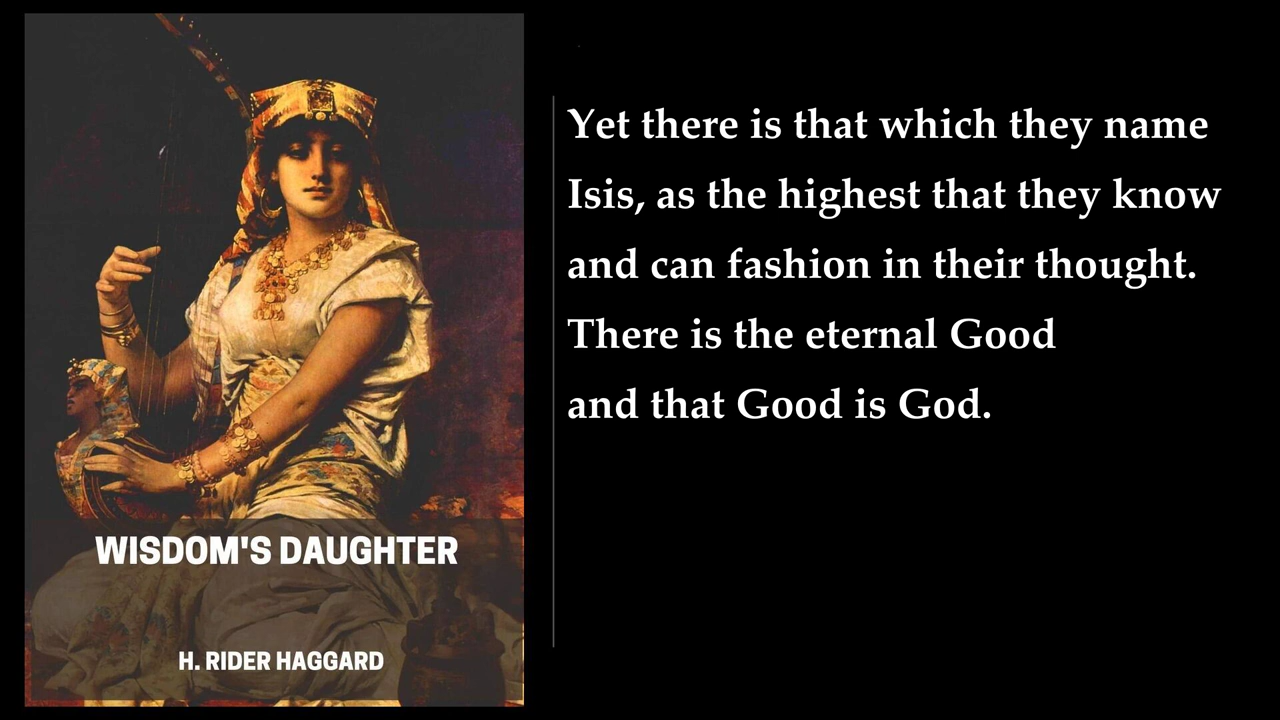 WISDOM'S DAUGHTER
H. RIDER HAGGARD
Yet there is that which they name
Isis, as the highest that they know
and can fashion in their thought.
There is the eternal Good
and that Good is God.